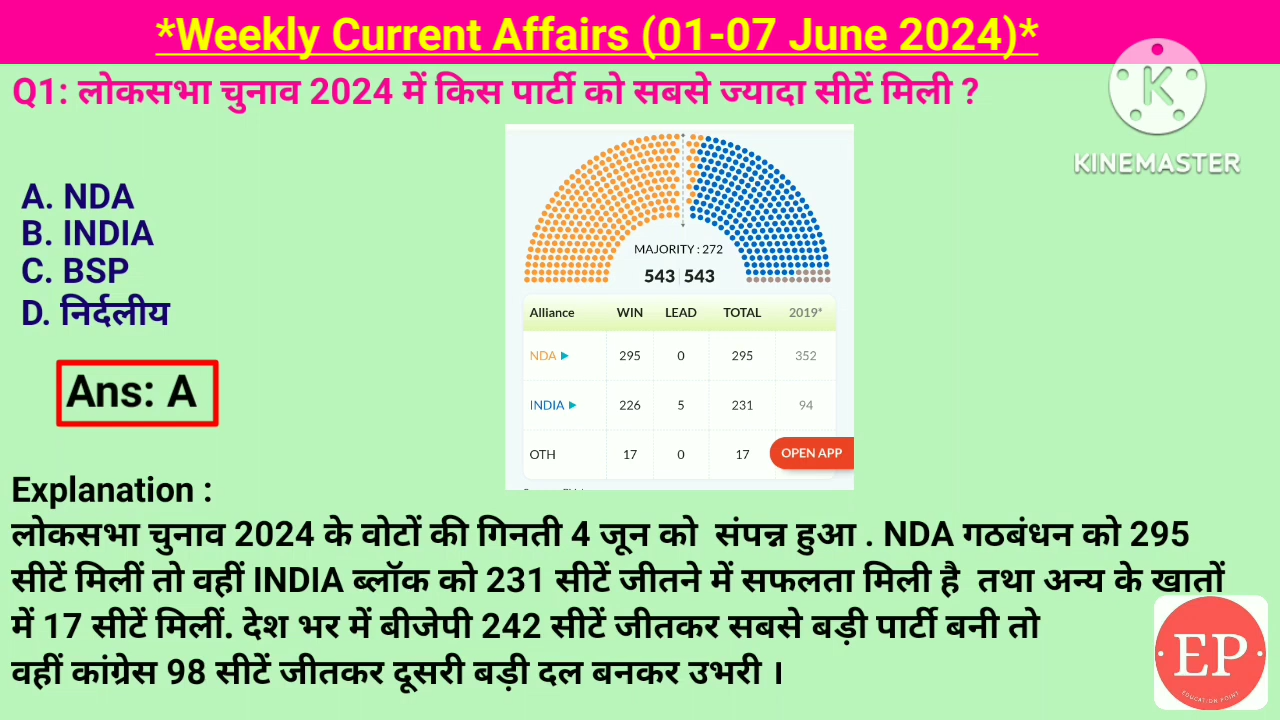 *Weekly Current Affairs (01-07 June 2024)*
Q1: लोकसभा चुनाव 2024 में किस पार्टी को सबसे ज्यादा सीटें मिली ?
K
KINEMASTER
A. NDA
B. INDIA
C. BSP
D. निर्दलीय
Ans: A
MAJORITY : 272
543 543
Alliance WIN LEAD TOTAL 2019*
NDA 295 0 295 352
INDIA 226 5 231 94
OTH 17 0 17
OPEN APP
Explanation :
लोकसभा चुनाव 2024 के वोटों की गिनती 4 जून को संपन्न हुआ . NDA गठबंधन को 295
सीटें मिलीं तो वहीं INDIA ब्लॉक को 231 सीटें जीतने में सफलता मिली है तथा अन्य के खातों
में 17 सीटें मिलीं. देश भर में बीजेपी 242 सीटें जीतकर सबसे बड़ी पार्टी बनी तो
वहीं कांग्रेस 98 सीटें जीतकर दूसरी बड़ी दल बनकर उभरी ।
EP
EDUCATION POINT